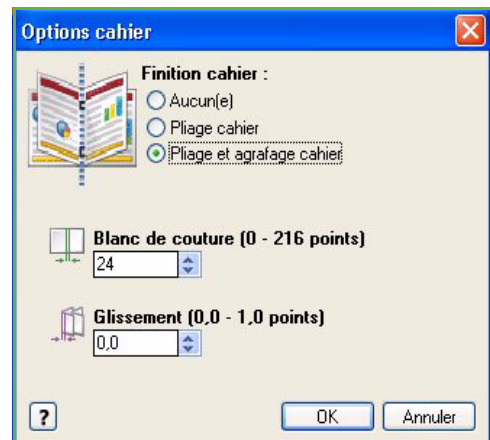 Options cahier
Finition cahier :
Aucun(e)
Pliage cahier
Pliage et agrafage cahier
Blanc de couture (0 - 216 points)
24
Glissement (0,0 - 1,0 points)
0,0
? OK Annuler